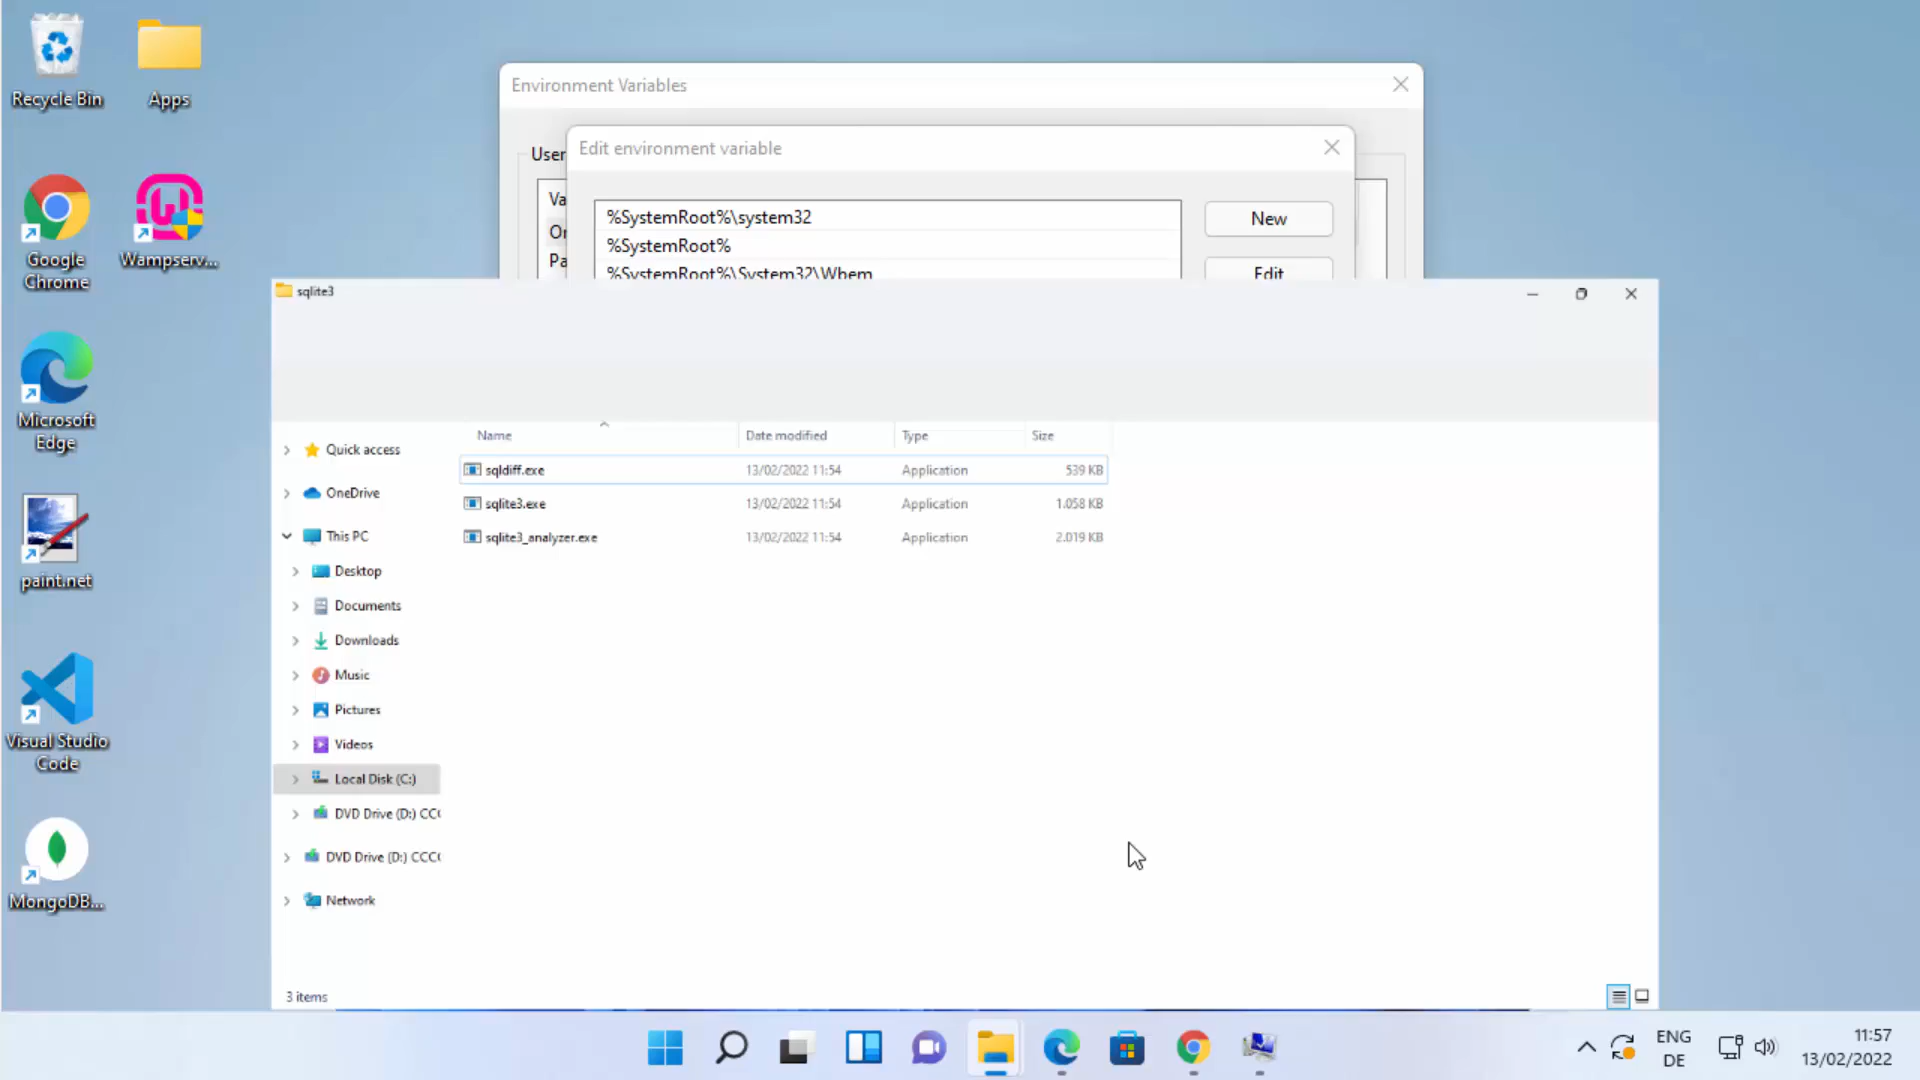 Recycle Bin
Apps
Google
Chrome
Wampserv...
Microsoft
Edge
paint.net
Visual Studio
Code
MongoDB...
Environment Variables
User
Va
On
Pa
Edit environment variable
%SystemRoot%\system32
%SystemRoot%
%SystemRoot%\System32\Wbem
New
Edit
sqlite3
Name
Date modified
Type
Size
sqldiff.exe
13/02/2022 11:54
Application
539 KB
sqlite3.exe
13/02/2022 11:54
Application
1.058 KB
sqlite3_analyzer.exe
13/02/2022 11:54
Application
2.019 KB
Quick access
OneDrive
This PC
Desktop
Documents
Downloads
Music
Pictures
Videos
Local Disk (C:)
DVD Drive (D:) CCC
DVD Drive (D:) CCCC
Network
3 items
ENG
DE
11:57
13/02/2022